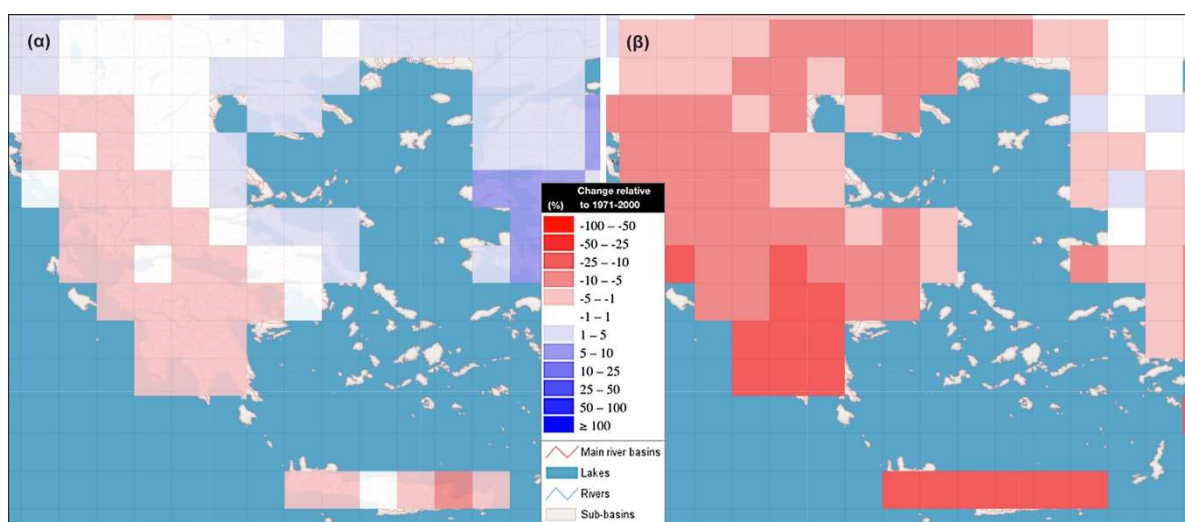 (α)
(β)
Change relative
(%) to 1971-2000
-100 – -50
-50 – -25
-25 – -10
-10 – -5
-5 – -1
-1 – 1
1 – 5
5 – 10
10 – 25
25 – 50
50 – 100
≥ 100
Main river basins
Lakes
Rivers
Sub-basins